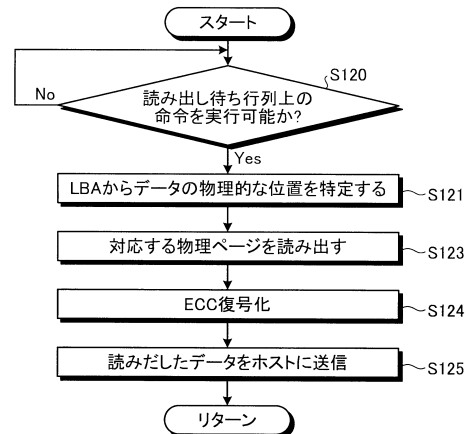 スタート
S120
読み出し待ち行列上の
命令を実行可能か?
No
Yes
LBAからデータの物理的な位置を特定する
S121
対応する物理ページを読み出す
S123
ECC復号化
S124
読みだしたデータをホストに送信
S125
リターン